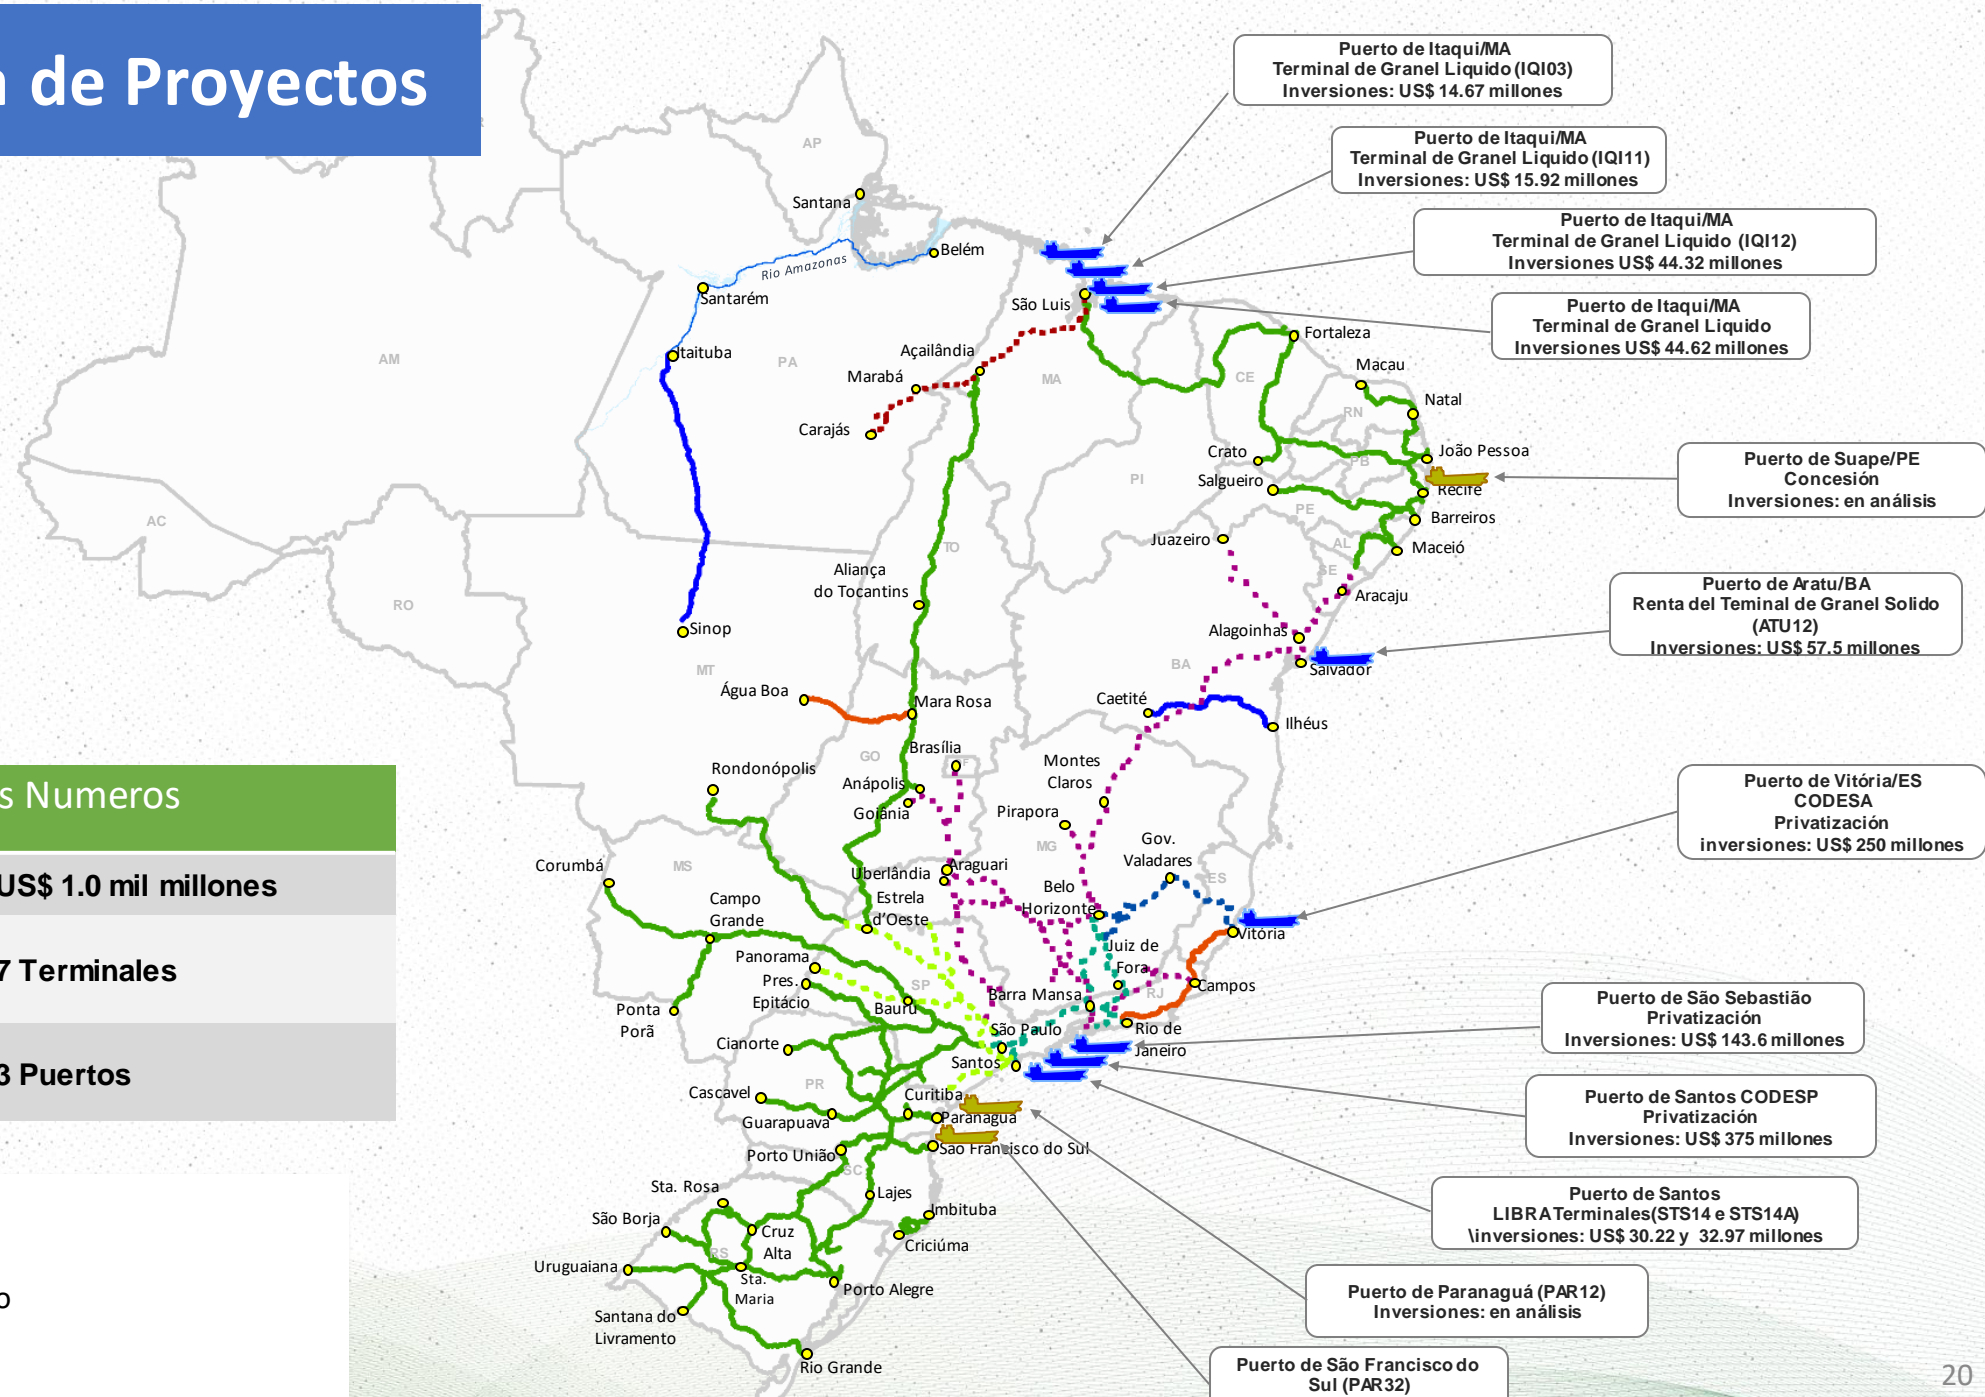 n de Proyectos
Puerto de Itaqui/MA
Terminal de Granel Liquido (IQI03)
Inversiones: US$ 14.67 millones
Puerto de Itaqui/MA
Terminal de Granel Liquido (IQI11)
Inversiones: US$ 15.92 millones
Puerto de Itaqui/MA
Terminal de Granel Liquido (IQI12)
Inversiones US$ 44.32 millones
Puerto de Itaqui/MA
Terminal de Granel Liquido
Inversiones US$ 44.62 millones
Puerto de Suape/PE
Concesión
Inversiones: en análisis
Puerto de Aratu/BA
Renta del Teminal de Granel Solido
(ATU12)
Inversiones: US$ 57.5 millones
Puerto de Vitória/ES
CODESA
Privatización
inversiones: US$ 250 millones
Puerto de São Sebastião
Privatización
Inversiones: US$ 143.6 millones
Puerto de Santos CODESP
Privatización
Inversiones: US$ 375 millones
Puerto de Santos
LIBRA Terminales(STS14 e STS14A)
\inversiones: US$ 30.22 y 32.97 millones
Puerto de Paranaguá (PAR12)
Inversiones: en análisis
Puerto de São Francisco do
Sul (PAR32)
s Numeros
US$ 1.0 mil millones
7 Terminales
3 Puertos
o
AP
Santana
Belém
Rio Amazonas
Santarém
São Luis
Itaituba
AM
PA
Açailândia
MA
Fortaleza
Macau
Marabá
CE
Natal
RN
Carajás
Crato
João Pessoa
PB
Salgueiro
PI
Recife
PE
Barreiros
AC
Juazeiro
AL
Maceió
TO
Aliança
do Tocantins
SE
Aracaju
RO
Sinop
Alagoinhas
BA
Salvador
MT
Água Boa
Mara Rosa
Caetité
Ilhéus
GO
Brasília
Montes
Claros
Rondonópolis
Anápolis
Goiânia
Pirapora
Gov.
Valadares
MG
Corumbá
MS
Araguari
Uberlândia
ES
Estrela
d'Oeste
Belo
Horizonte
Campo
Grande
Vitória
Panorama
Juiz de
Fora
Pres.
Epitácio
SP
Barra Mansa
RJ
Campos
Bauru
Ponta
Porã
São Paulo
Rio de
Janeiro
Cianorte
Santos
PR
Cascavel
Curitiba
Guarapuava
Paranaguá
Porto União
São Francisco do Sul
SC
Sta. Rosa
Lajes
São Borja
Imbituba
Cruz
Alta
Criciúma
RS
Uruguaiana
Sta.
Maria
Porto Alegre
Santana do
Livramento
Rio Grande
20